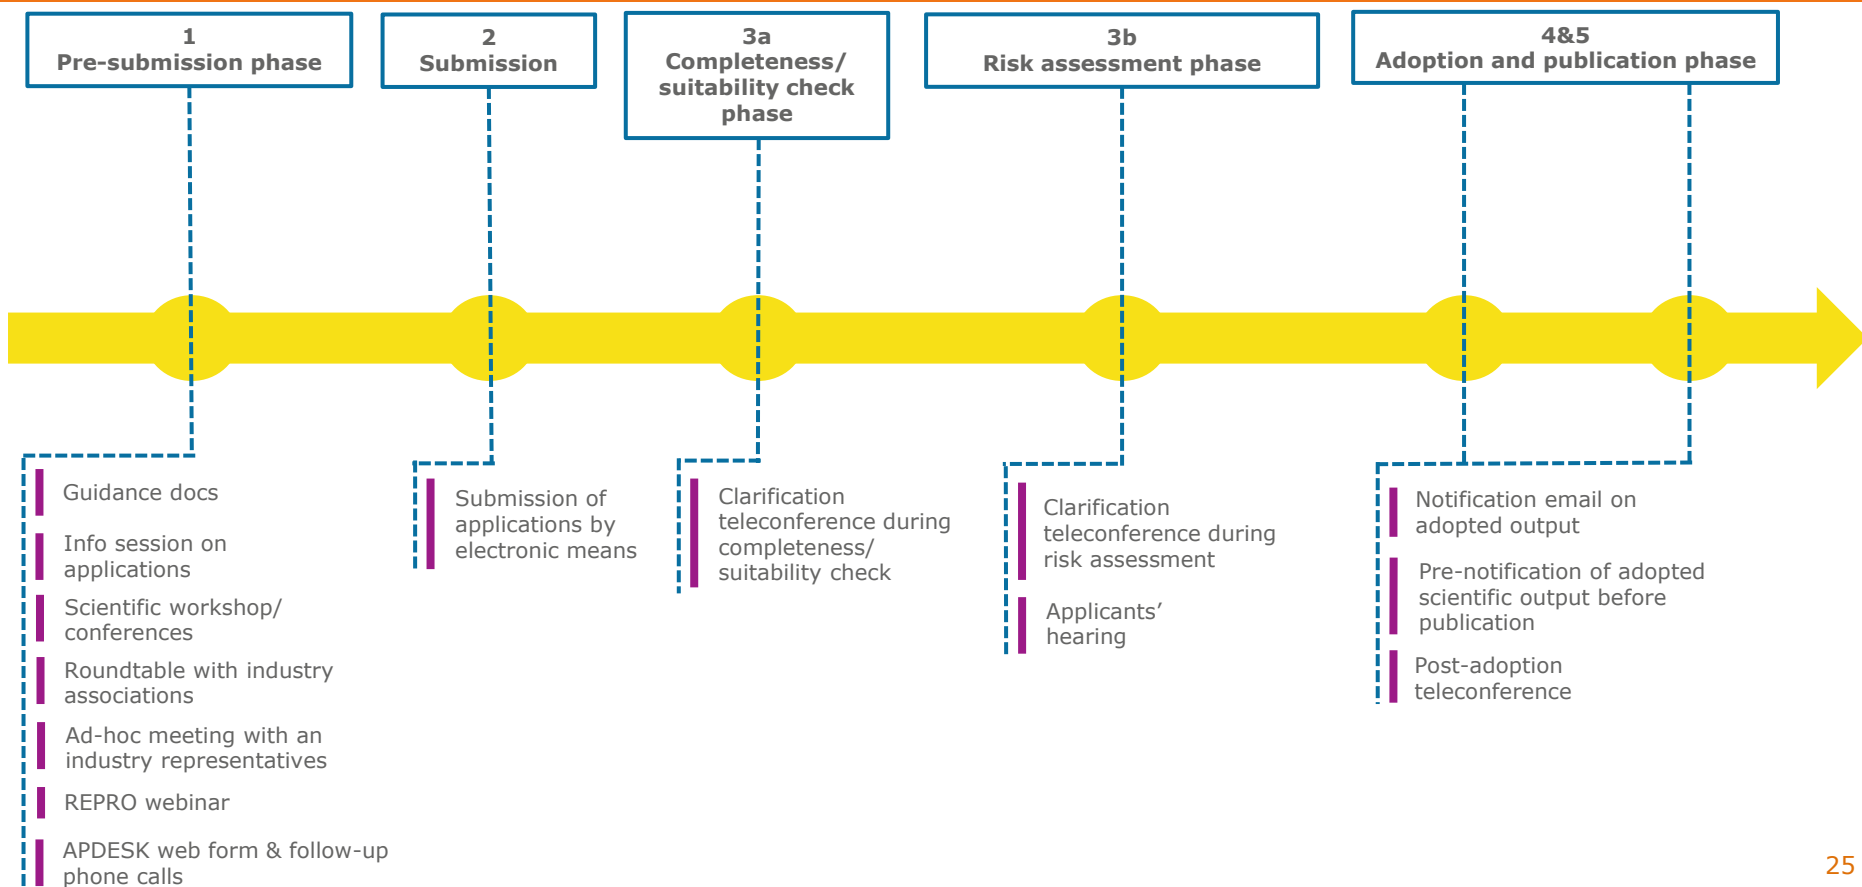 1
Pre-submission phase
2
Submission
3a
Completeness/
suitability check
phase
3b
Risk assessment phase
4&5
Adoption and publication phase
Guidance docs
Info session on
applications
Scientific workshop/
conferences
Roundtable with industry
associations
Ad-hoc meeting with an
industry representatives
REPRO webinar
APDESK web form & follow-up
phone calls
Submission of
applications by
electronic means
Clarification
teleconference during
completeness/
suitability check
Clarification
teleconference during
risk assessment
Applicants’
hearing
Notification email on
adopted output
Pre-notification of adopted
scientific output before
publication
Post-adoption
teleconference
25